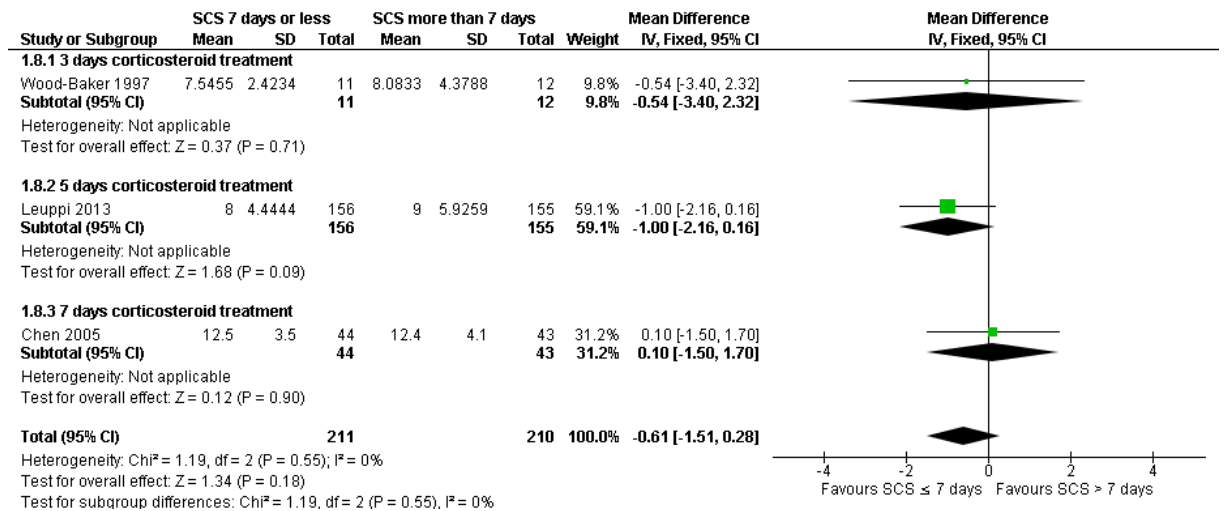 SCS 7 days or less SCS more than 7 days Mean Difference Mean Difference
Study or Subgroup Mean SD Total Mean SD Total Weight IV, Fixed, 95% CI IV, Fixed, 95% CI
1.8.1 3 days corticosteroid treatment
Wood-Baker 1997 7.5455 2.4234 11 8.0833 4.3788 12 9.8% -0.54 [-3.40, 2.32]
Subtotal (95% CI) 11 12 9.8% -0.54 [-3.40, 2.32]
Heterogeneity: Not applicable
Test for overall effect: Z = 0.37 (P = 0.71)
1.8.2 5 days corticosteroid treatment
Leuppi 2013 8 4.4444 156 9 5.9259 155 59.1% -1.00 [-2.16, 0.16]
Subtotal (95% CI) 156 155 59.1% -1.00 [-2.16, 0.16]
Heterogeneity: Not applicable
Test for overall effect: Z = 1.68 (P = 0.09)
1.8.3 7 days corticosteroid treatment
Chen 2005 12.5 3.5 44 12.4 4.1 43 31.2% 0.10 [-1.50, 1.70]
Subtotal (95% CI) 44 43 31.2% 0.10 [-1.50, 1.70]
Heterogeneity: Not applicable
Test for overall effect: Z = 0.12 (P = 0.90)
Total (95% CI) 211 210 100.0% -0.61 [-1.51, 0.28]
Heterogeneity: Chi² = 1.19, df = 2 (P = 0.55); I² = 0%
Test for overall effect: Z = 1.34 (P = 0.18)
Test for subgroup differences: Chi² = 1.19, df = 2 (P = 0.55), I² = 0%
-4 -2 0 2 4
Favours SCS ≤ 7 days Favours SCS > 7 days